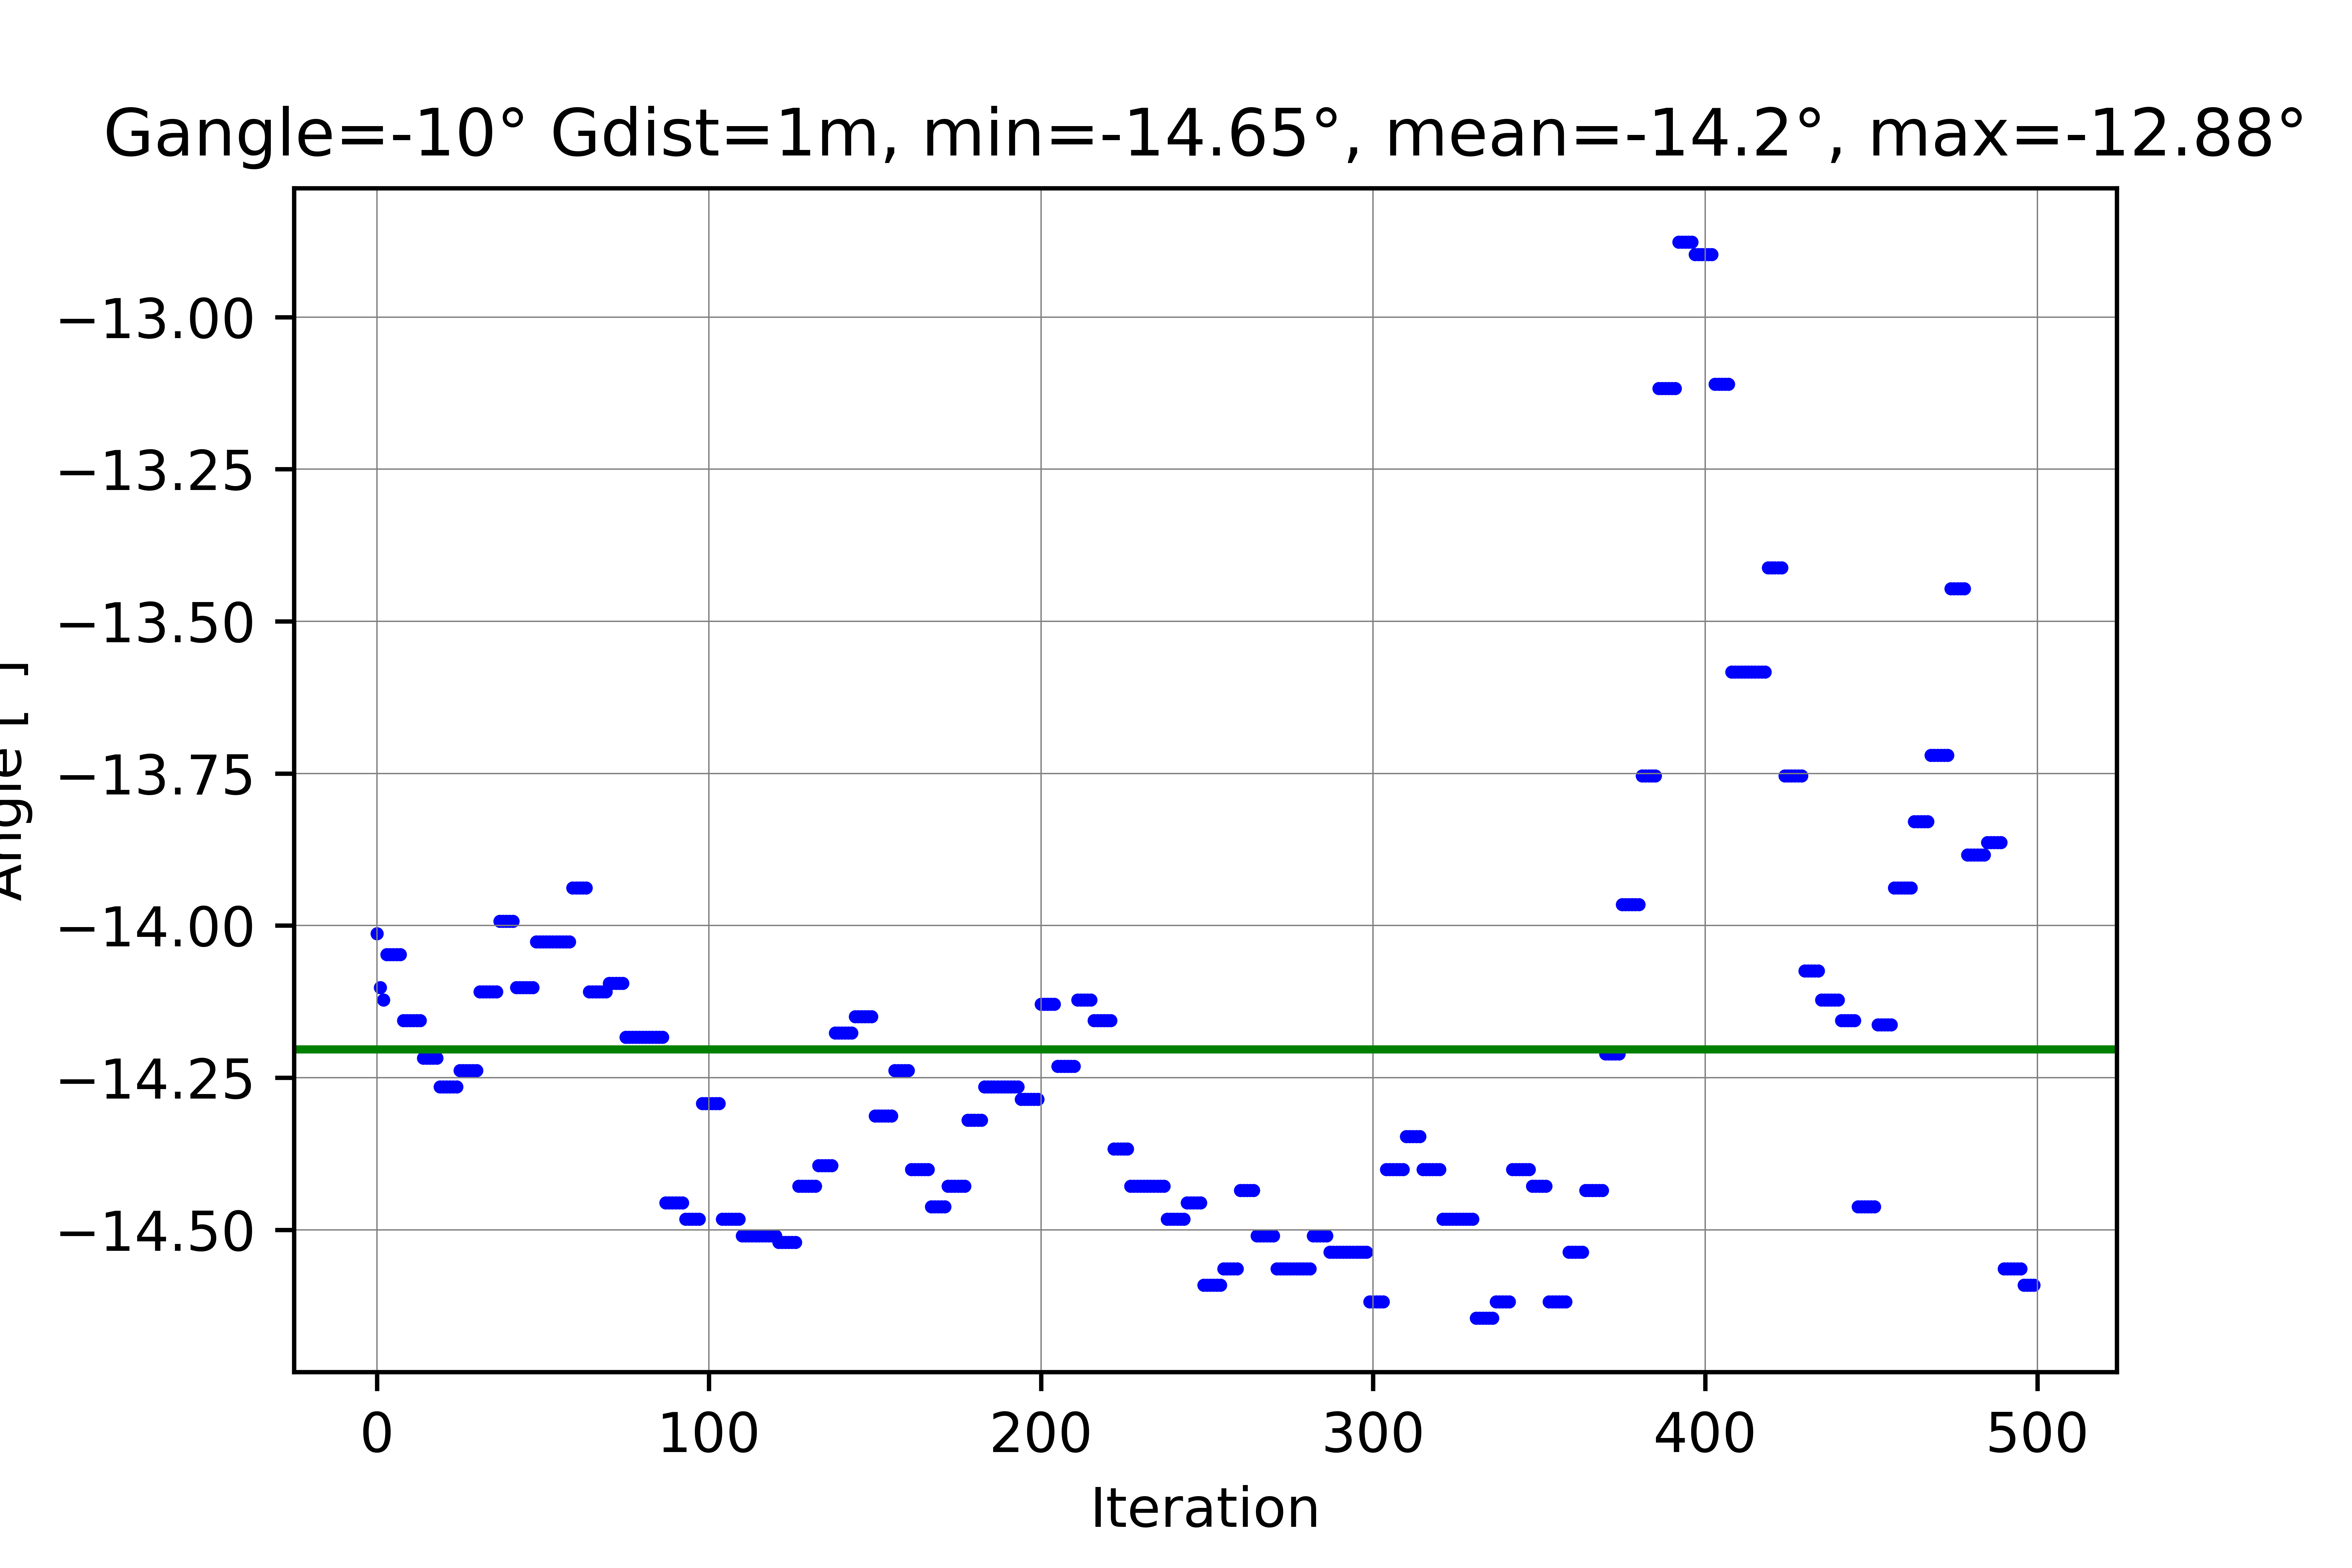 Gangle=-10° Gdist=1m, min=-14.65°, mean=-14.2°, max=-12.88°
−13.00
−13.25
−13.50
−13.75
−14.00
−14.25
−14.50
Angle [ ]
0 100 200 300 400 500
Iteration